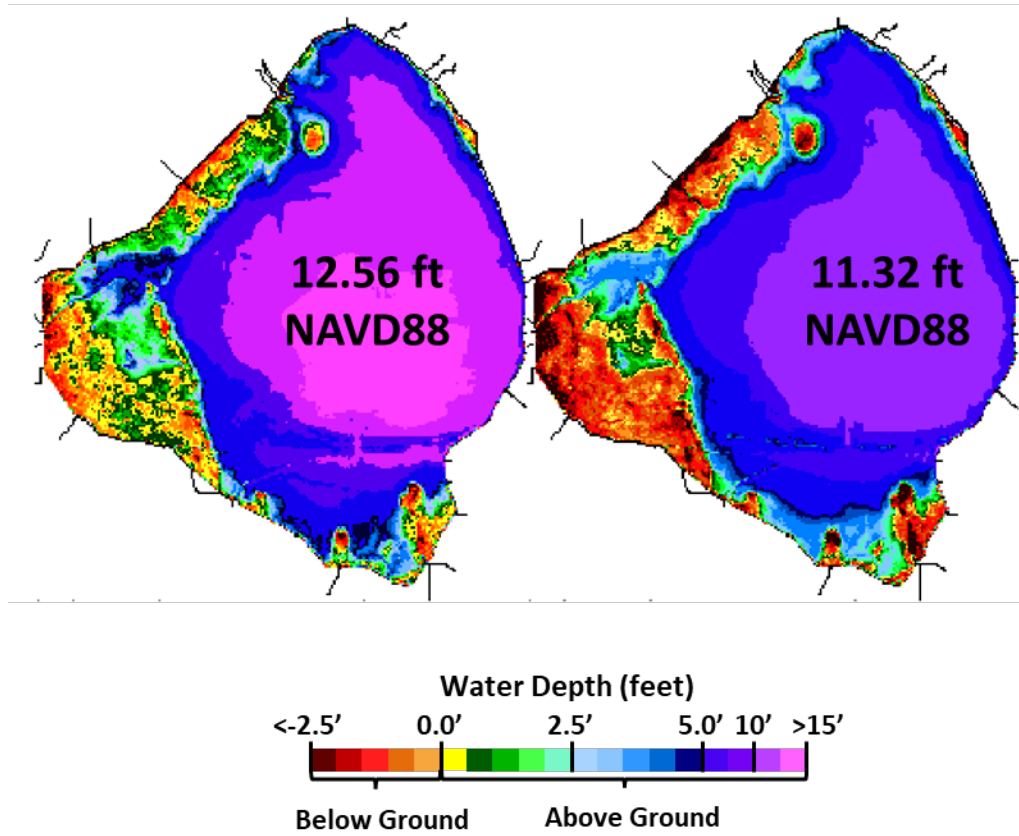 12.56 ft
NAVD88
11.32 ft
NAVD88
Water Depth (feet)
<-2.5’ 0.0’ 2.5’ 5.0’ 10’ >15’
Below Ground Above Ground